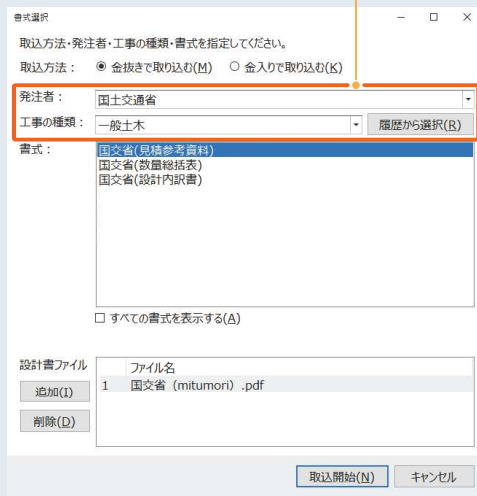 書式選択
取込方法・発注者・工事の種類・書式を指定してください。
取込方法： 金抜きで取り込む(M) 金入りで取り込む(K)
発注者： 国土交通省
工事の種類： 一般土木 履歴から選択(R)
書式： 国交省(見積参考資料)
国交省(数量総括表)
国交省(設計内訳書)
すべての書式を表示する(A)
設計書ファイル ファイル名
追加(I) 1 国交省（mitumori）.pdf
削除(D)
取込開始(N) キャンセル